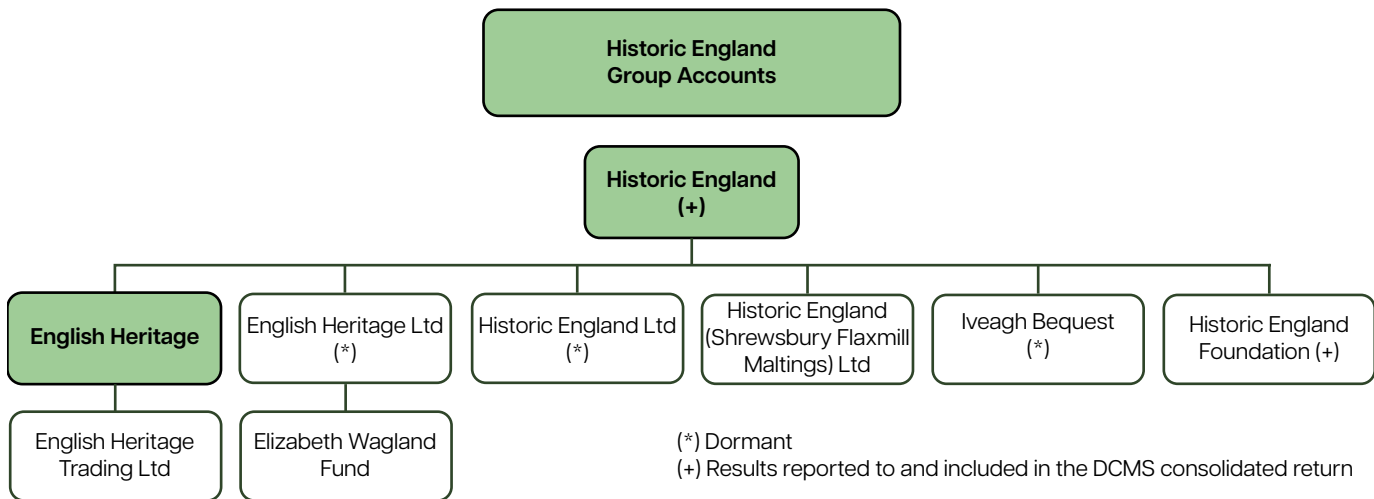 Historic England
Group Accounts
Historic England
(+)
English Heritage
English Heritage Ltd
(*)
Historic England Ltd
(*)
Historic England
(Shrewsbury Flaxmill
Maltings) Ltd
Iveagh Bequest
(*)
Historic England
Foundation (+)
English Heritage
Trading Ltd
Elizabeth Wagland
Fund
(*) Dormant
(+) Results reported to and included in the DCMS consolidated return